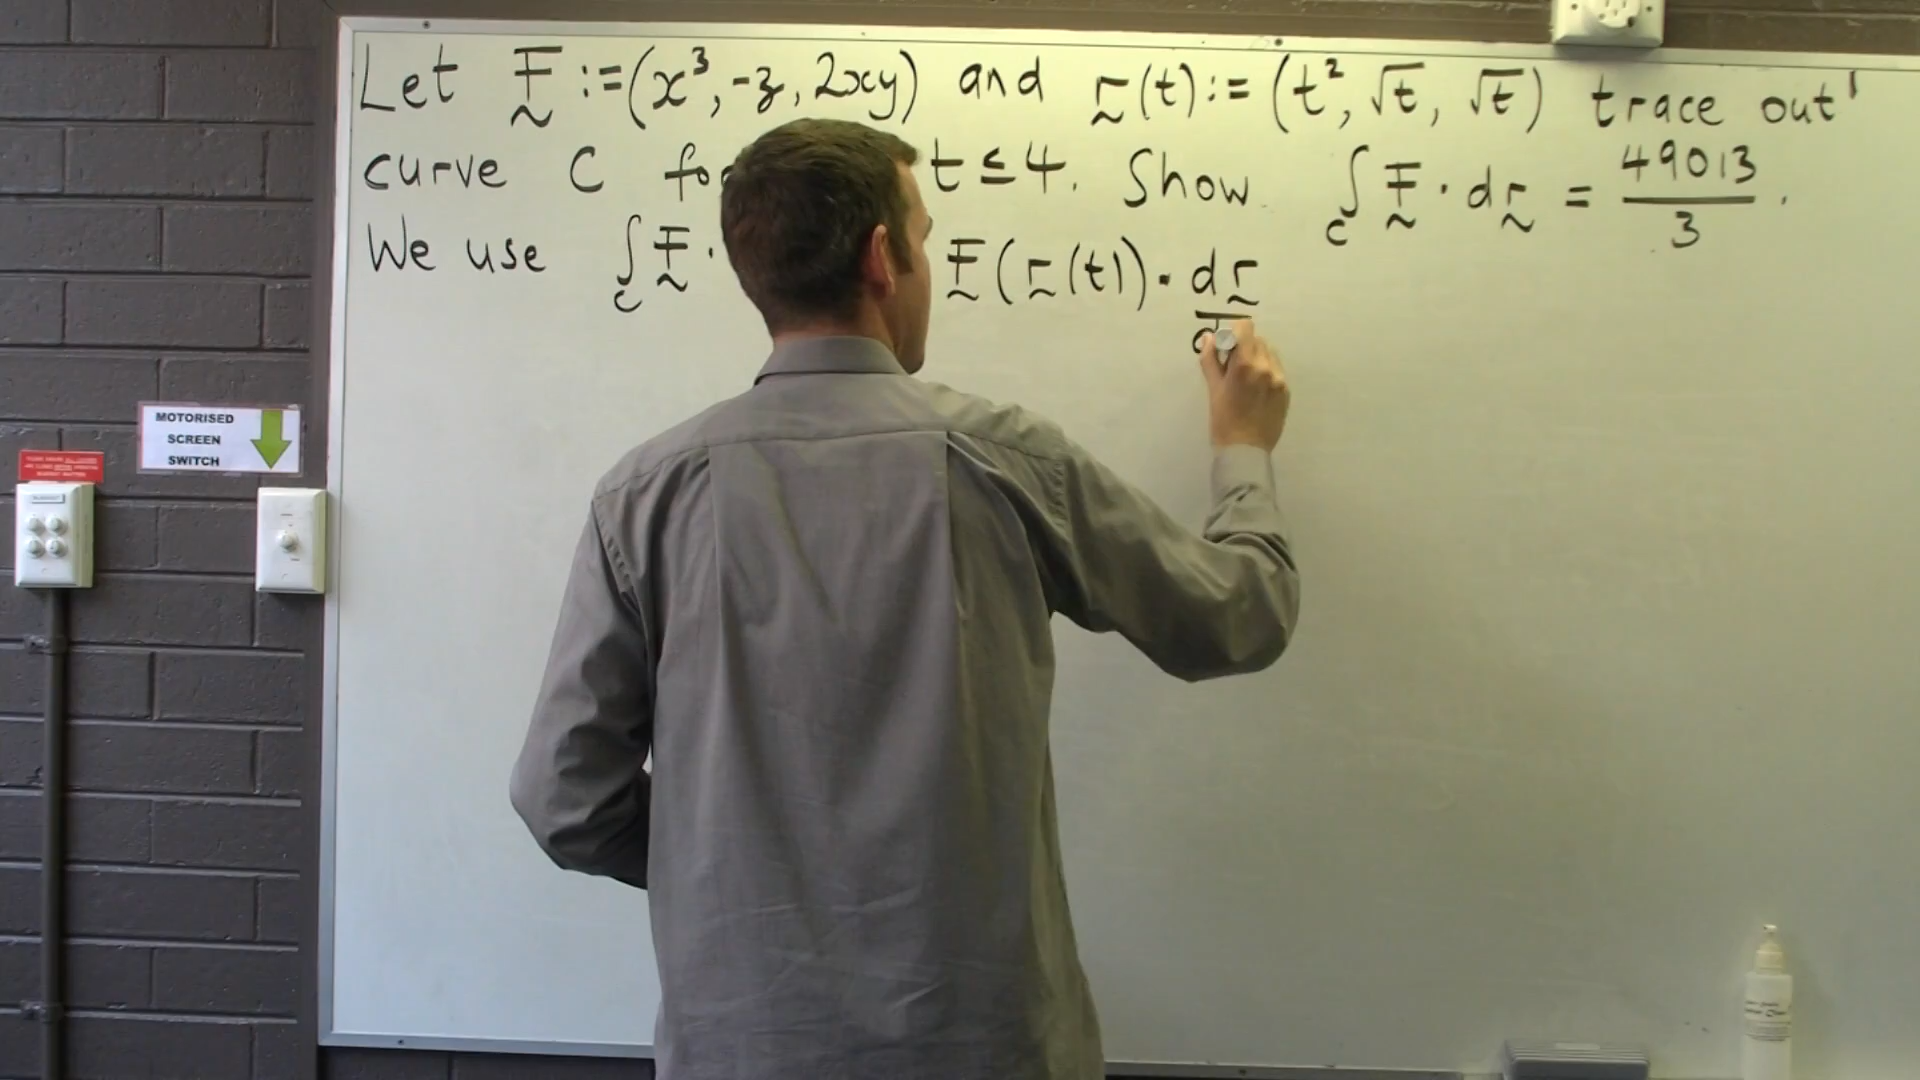 Let F := (x³, -z, 2xy) and r(t) := (t², √t, √t) trace out
curve C t ≤ 4. Show ∫_C F · dr = 49013/3.
We use ∫_C F · F(r(t)) · dr
MOTORISED
SCREEN
SWITCH